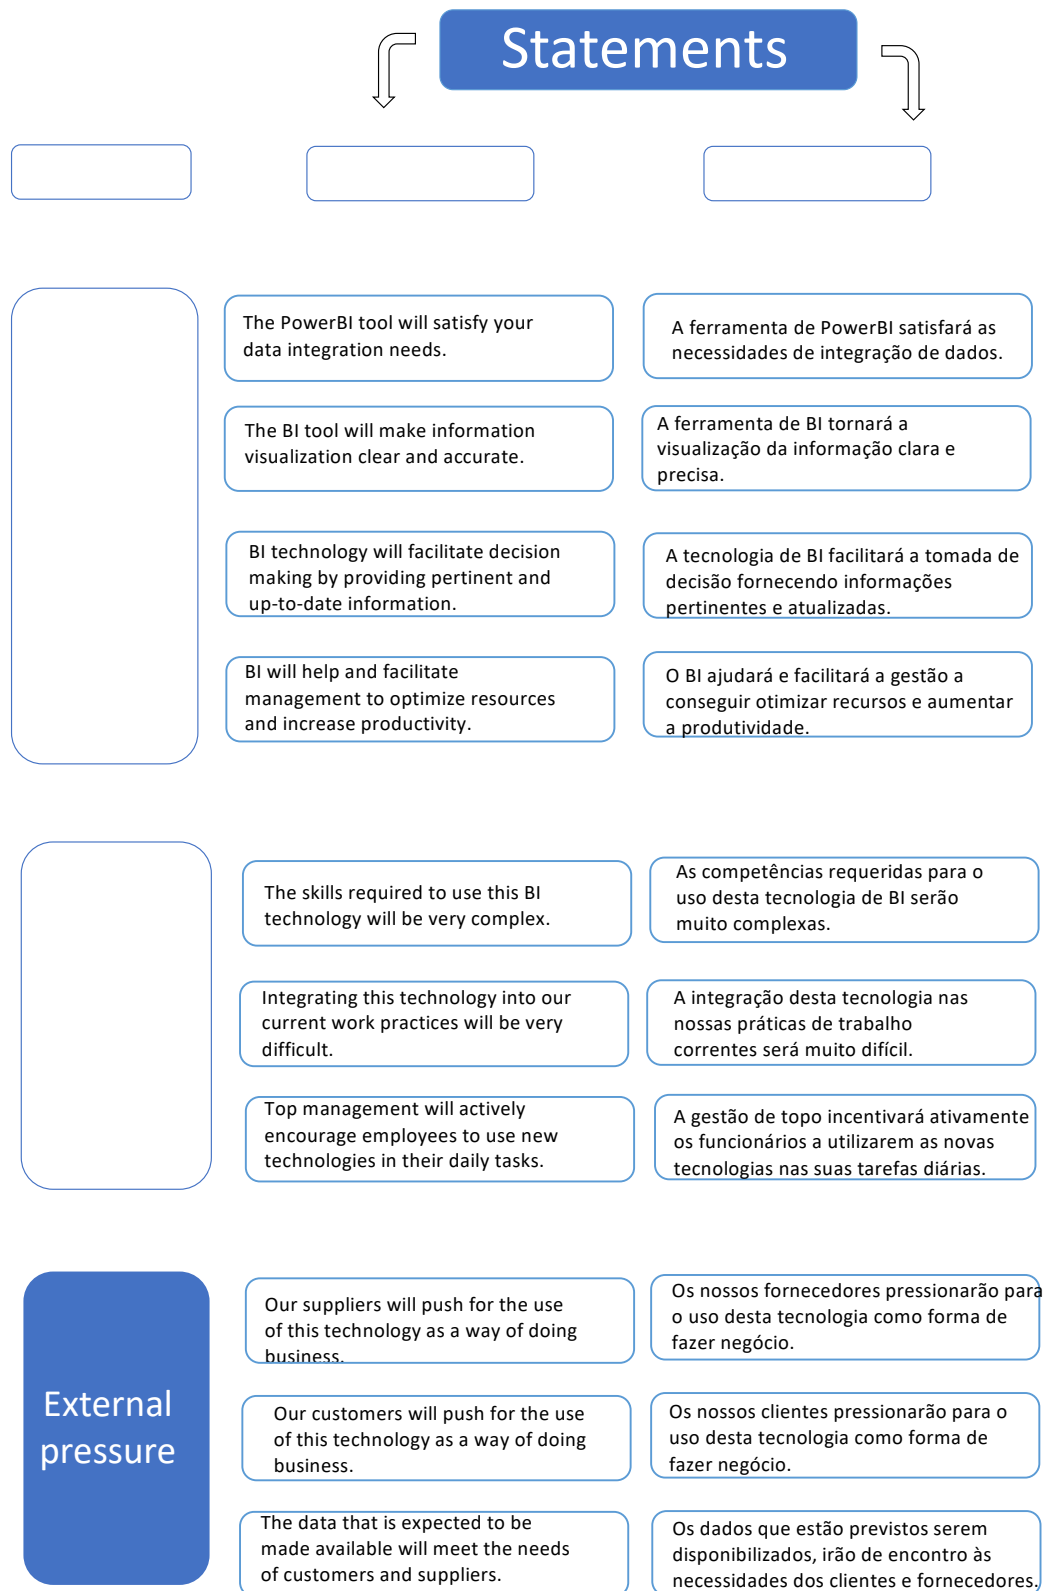 Statements
The PowerBI tool will satisfy your
data integration needs.
A ferramenta de PowerBI satisfará as
necessidades de integração de dados.
The BI tool will make information
visualization clear and accurate.
A ferramenta de BI tornará a
visualização da informação clara e
precisa.
BI technology will facilitate decision
making by providing pertinent and
up-to-date information.
A tecnologia de BI facilitará a tomada de
decisão fornecendo informações
pertinentes e atualizadas.
BI will help and facilitate
management to optimize resources
and increase productivity.
O BI ajudará e facilitará a gestão a
conseguir otimizar recursos e aumentar
a produtividade.
The skills required to use this BI
technology will be very complex.
As competências requeridas para o
uso desta tecnologia de BI serão
muito complexas.
Integrating this technology into our
current work practices will be very
difficult.
A integração desta tecnologia nas
nossas práticas de trabalho
correntes será muito difícil.
Top management will actively
encourage employees to use new
technologies in their daily tasks.
A gestão de topo incentivará ativamente
os funcionários a utilizarem as novas
tecnologias nas suas tarefas diárias.
External
pressure
Our suppliers will push for the use
of this technology as a way of doing
business.
Os nossos fornecedores pressionarão para
o uso desta tecnologia como forma de
fazer negócio.
Our customers will push for the use
of this technology as a way of doing
business.
Os nossos clientes pressionarão para o
uso desta tecnologia como forma de
fazer negócio.
The data that is expected to be
made available will meet the needs
of customers and suppliers.
Os dados que estão previstos serem
disponibilizados, irão de encontro às
necessidades dos clientes e fornecedores.